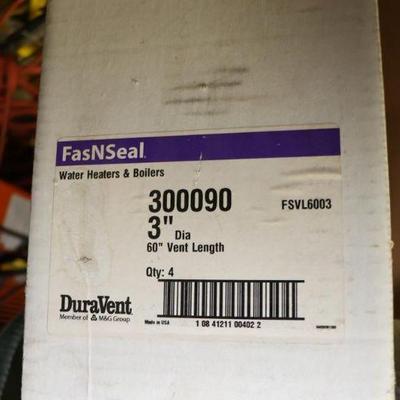 FasNSeal.
Water Heaters & Boilers
300090 FSVL6003
3" Dia
60" Vent Length
Qty: 4
DuraVent
Member of M&G Group
Made in USA
1 08 41211 00402 2